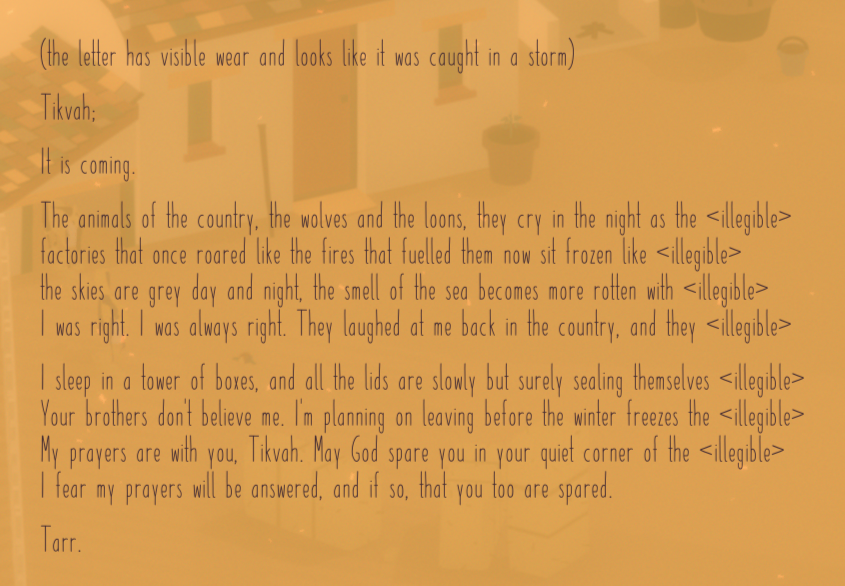 (the letter has visible wear and looks like it was caught in a storm)
Tikvah;
It is coming.
The animals of the country, the wolves and the loons, they cry in the night as the <illegible>
factories that once roared like the fires that fuelled them now sit frozen like <illegible>
the skies are grey day and night, the smell of the sea becomes more rotten with <illegible>
I was right. I was always right. They laughed at me back in the country, and they <illegible>
I sleep in a tower of boxes, and all the lids are slowly but surely sealing themselves <illegible>
Your brothers don't believe me. I'm planning on leaving before the winter freezes the <illegible>
My prayers are with you, Tikvah. May God spare you in your quiet corner of the <illegible>
I fear my prayers will be answered, and if so, that you too are spared.
Tarr.